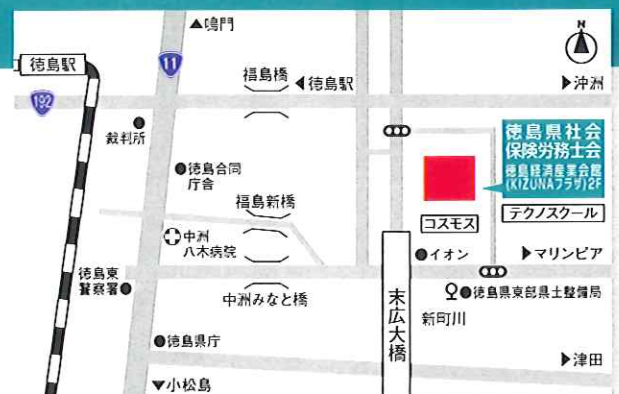 ▲鳴門
N
徳島駅
11
福島橋
◀徳島駅
▶沖洲
192
裁判所
徳島県社会
保険労務士会
徳島経済産業会館
(KIZUNAプラザ)2F
徳島合同
庁舎
福島新橋
コスモス
テクノスクール
中洲
八木病院
イオン
▶マリンピア
徳島東
警察署
中洲みなと橋
末広大橋
徳島県東部県土整備局
新町川
徳島県庁
▶津田
▼小松島